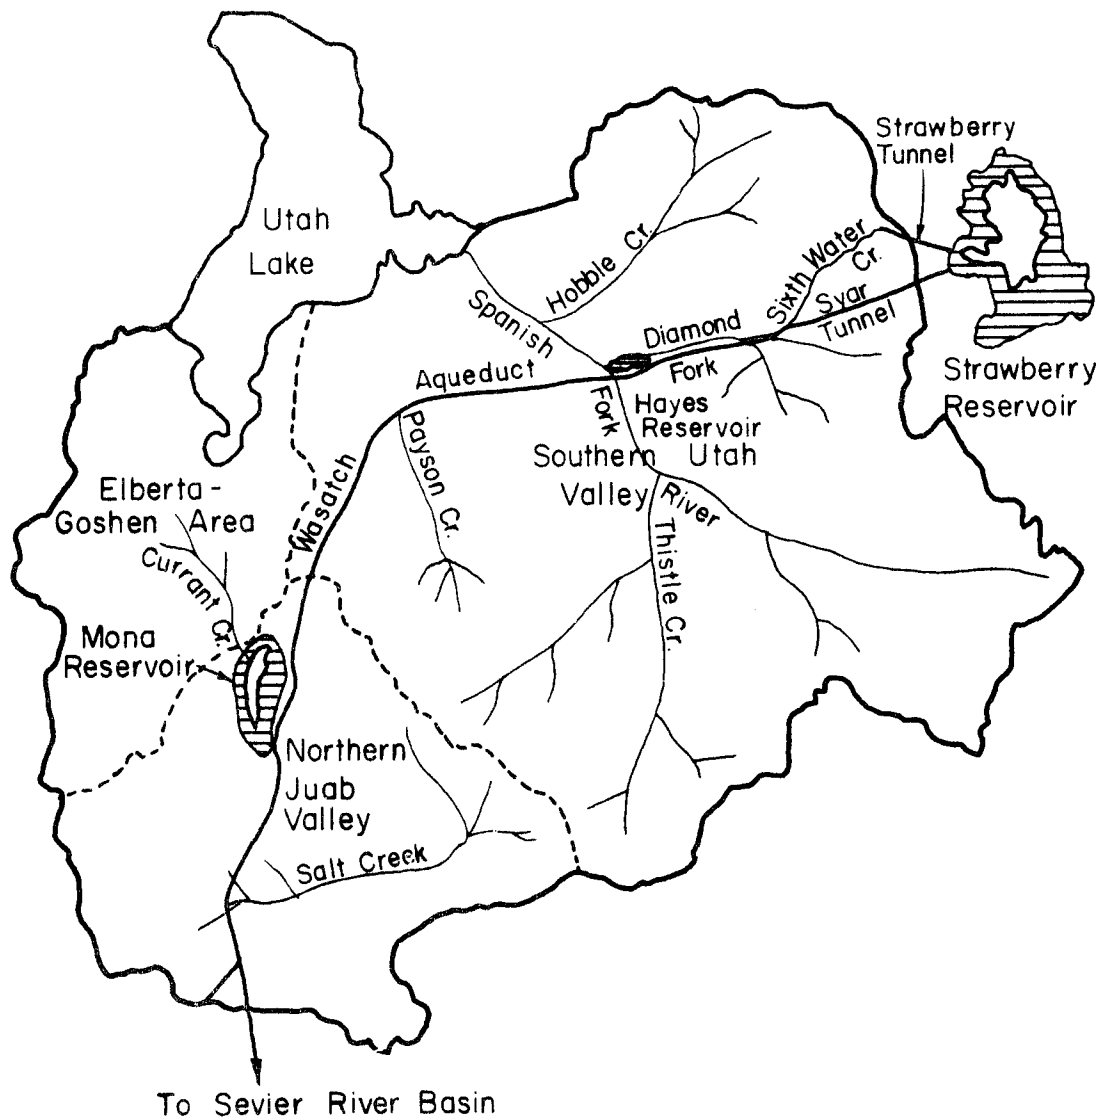 Strawberry
Tunnel
Utah
Lake
Hobble Cr.
Sixth Water
Cr.
Spanish
Fork
River
Syar
Tunnel
Diamond
Fork
Strawberry
Reservoir
Aqueduct
Wasatch
Hayes
Reservoir
Payson Cr.
Southern Utah
Valley
Elberta-
Goshen Area
Currant
Cr.
Thistle Cr.
Mona
Reservoir
Northern
Juab
Valley
Salt Creek
To Sevier River Basin